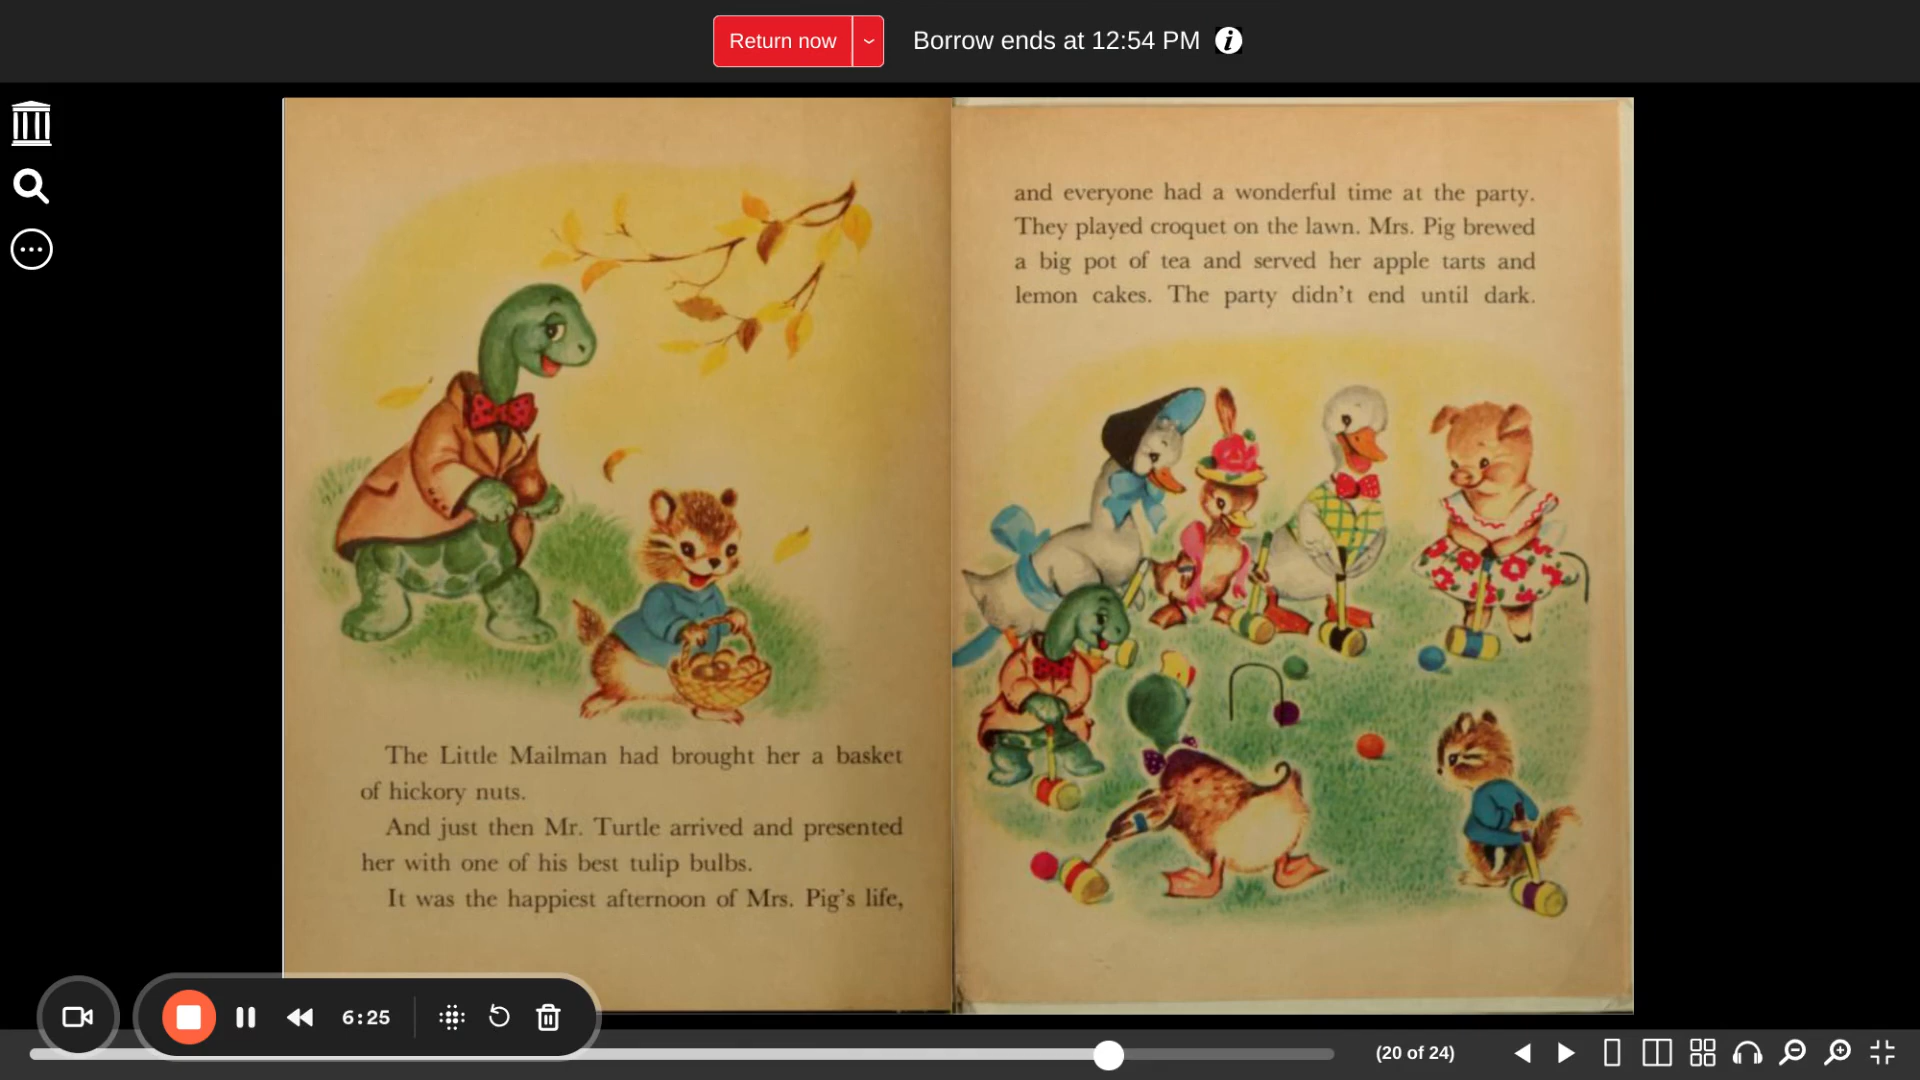 Return now
Borrow ends at 12:54 PM
The Little Mailman had brought her a basket
of hickory nuts.
And just then Mr. Turtle arrived and presented
her with one of his best tulip bulbs.
It was the happiest afternoon of Mrs. Pig's life,
and everyone had a wonderful time at the party.
They played croquet on the lawn. Mrs. Pig brewed
a big pot of tea and served her apple tarts and
lemon cakes. The party didn't end until dark.
6:25
(20 of 24)